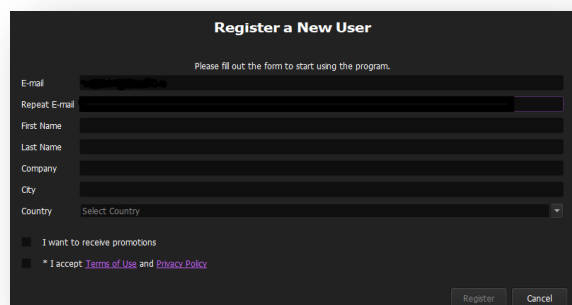 Register a New User
Please fill out the form to start using the program.
E-mail
Repeat E-mail
First Name
Last Name
Company
City
Country Select Country
I want to receive promotions
* I accept Terms of Use and Privacy Policy
Register Cancel